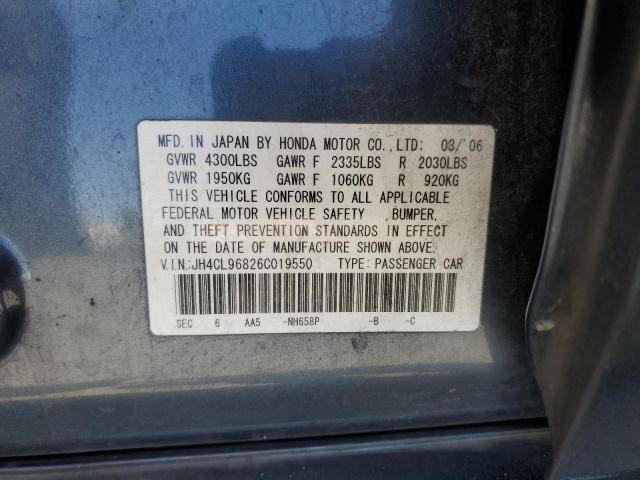 MFD. IN JAPAN BY HONDA MOTOR CO.,LTD: 03/'06
GVWR 4300LBS GAWR F 2335LBS R 2030LBS
GVWR 1950KG GAWR F 1060KG R 920KG
THIS VEHICLE CONFORMS TO ALL APPLICABLE
FEDERAL MOTOR VEHICLE SAFETY ,BUMPER,
AND THEFT PREVENTION STANDARDS IN EFFECT
ON THE DATE OF MANUFACTURE SHOWN ABOVE.
V.I.N:JH4CL96826C019550 TYPE: PASSENGER CAR
SEC 6 AA5 -NH658P -B -C